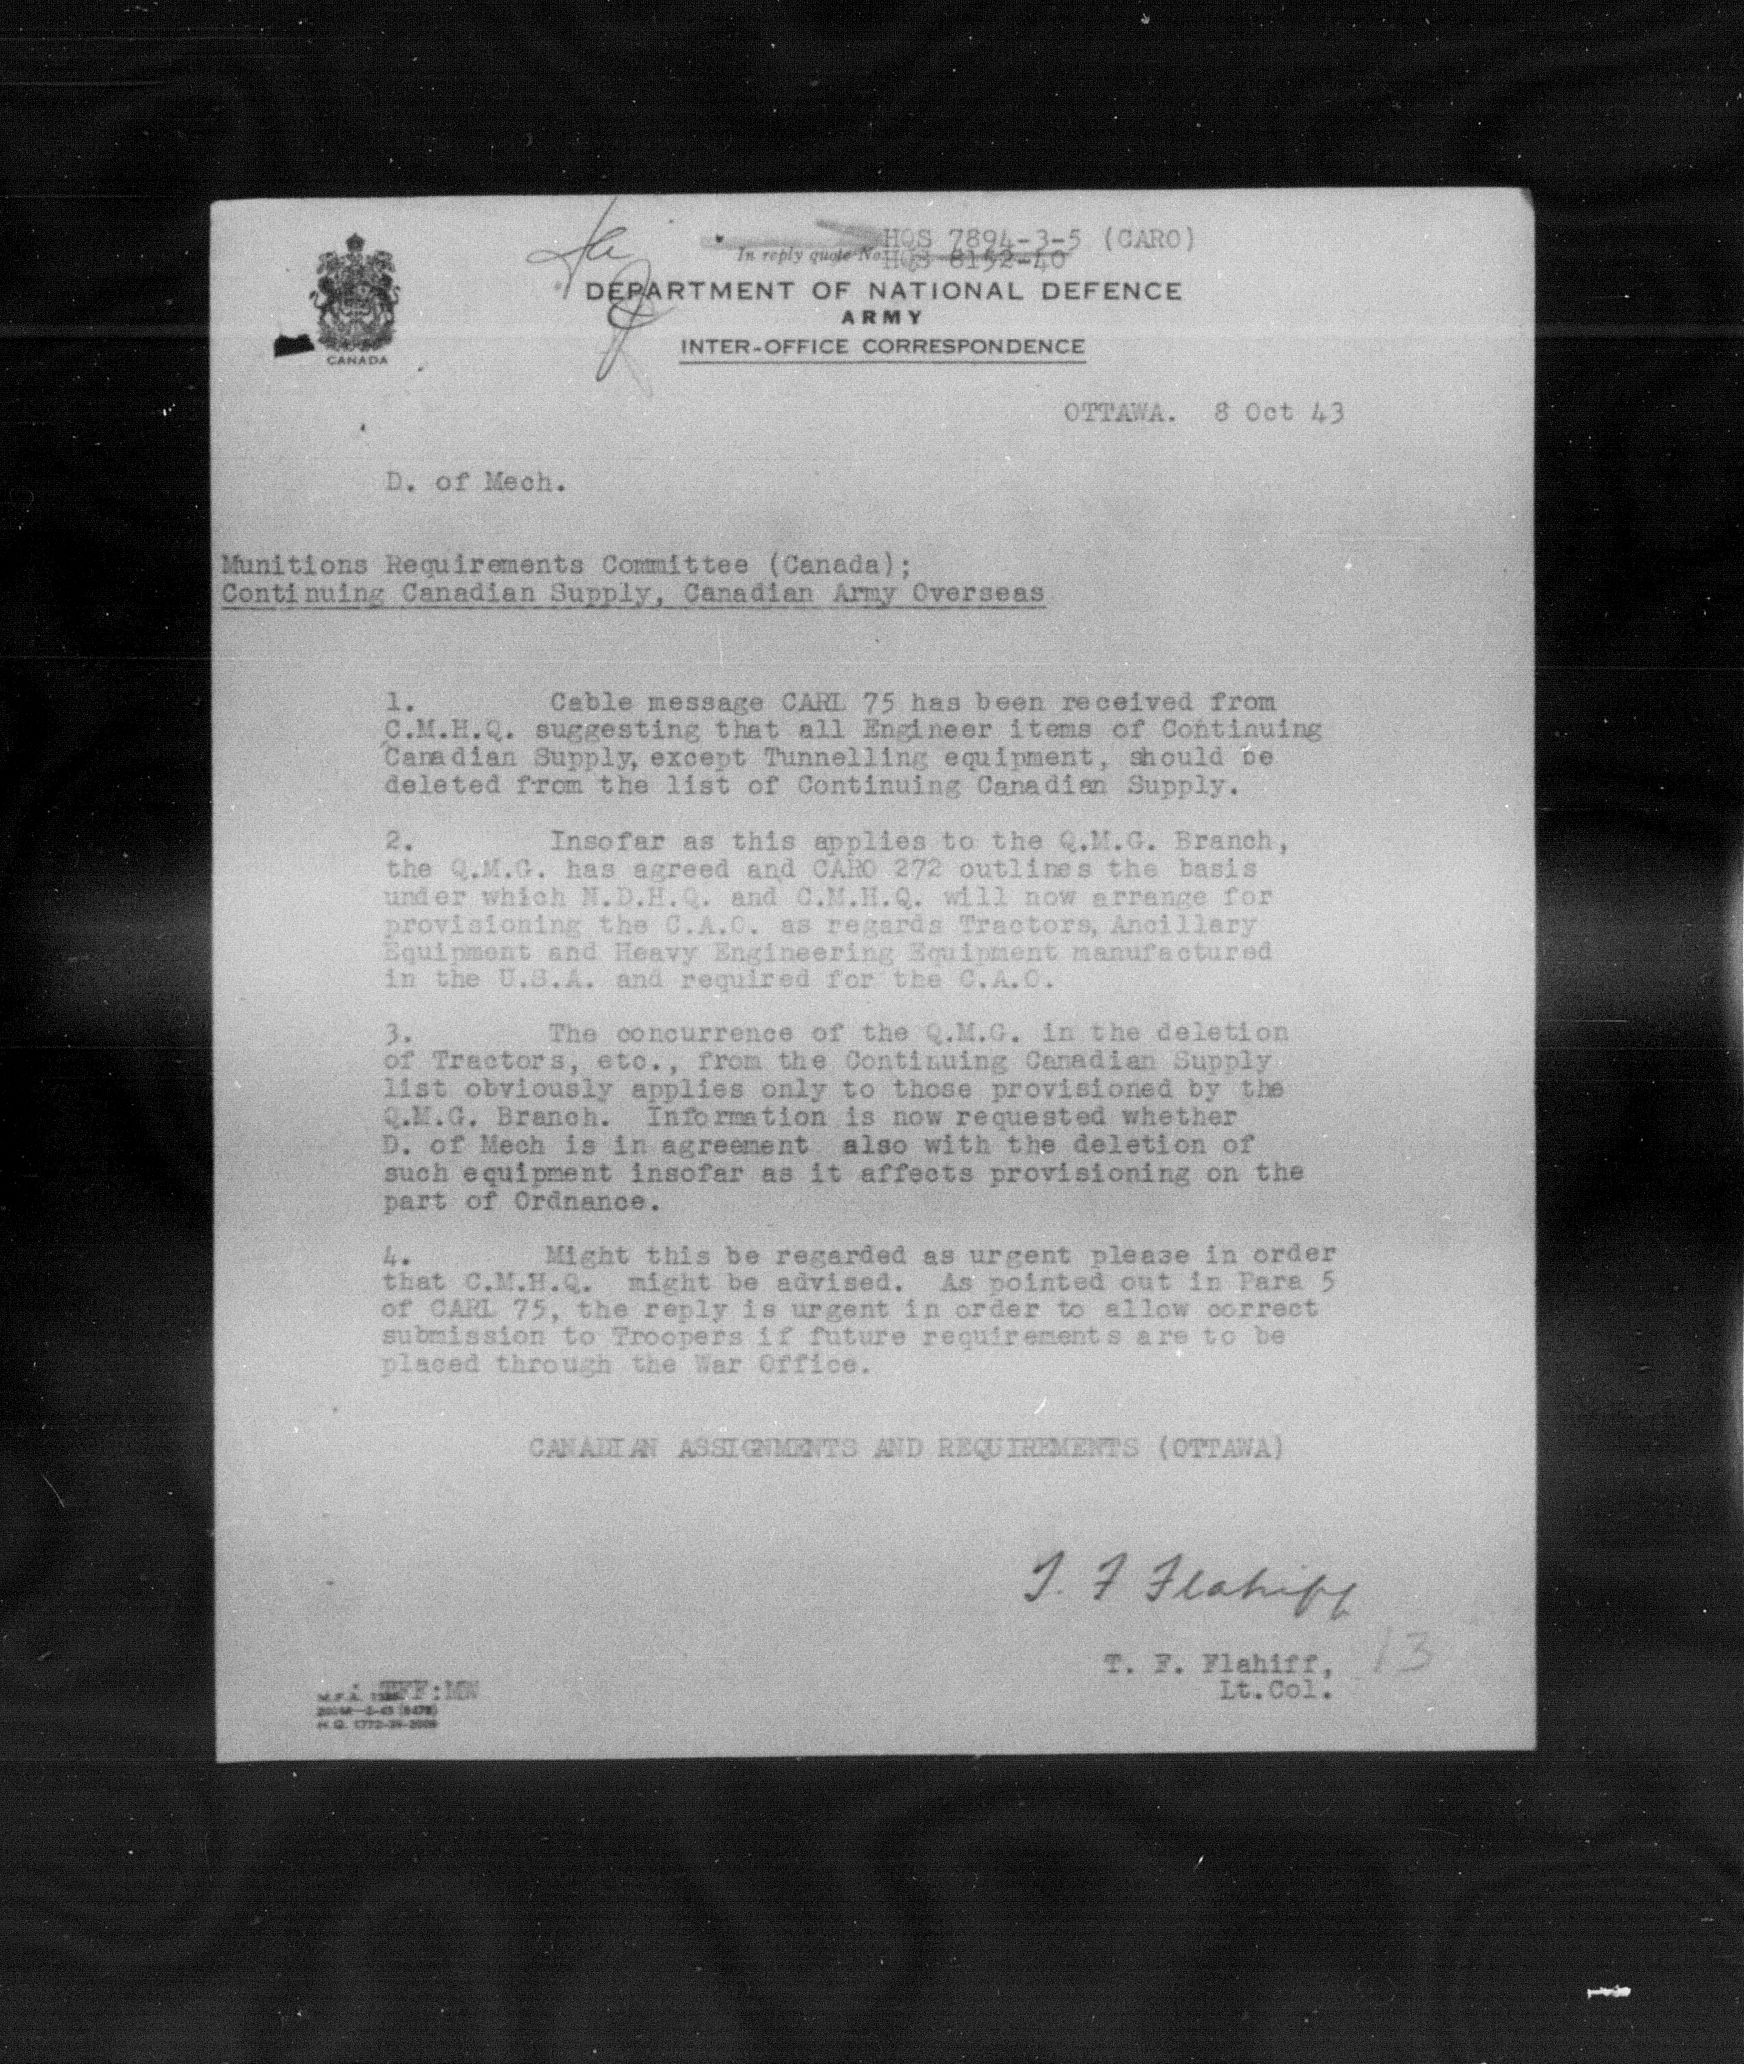 HQS 7894-3-5 (CARO)
In reply quote No. HQS 8152-40
DEPARTMENT OF NATIONAL DEFENCE
ARMY
INTER-OFFICE CORRESPONDENCE
CANADA
OTTAWA. 8 Oct 43
D. of Mech.
Munitions Requirements Committee (Canada);
Continuing Canadian Supply, Canadian Army Overseas
1. Cable message CARL 75 has been received from
C.M.H.Q. suggesting that all Engineer items of Continuing
Canadian Supply, except Tunnelling equipment, should be
deleted from the list of Continuing Canadian Supply.
2. Insofar as this applies to the Q.M.G. Branch,
the Q.M.G. has agreed and CARO 272 outlines the basis
under which N.D.H.Q. and C.M.H.Q. will now arrange for
provisioning the C.A.O. as regards Tractors, Ancillary
Equipment and Heavy Engineering Equipment manufactured
in the U.S.A. and required for the C.A.O.
3. The concurrence of the Q.M.G. in the deletion
of Tractors, etc., from the Continuing Canadian Supply
list obviously applies only to those provisioned by the
Q.M.G. Branch. Information is now requested whether
D. of Mech is in agreement also with the deletion of
such equipment insofar as it affects provisioning on the
part of Ordnance.
4. Might this be regarded as urgent please in order
that C.M.H.Q. might be advised. As pointed out in Para 5
of CARL 75, the reply is urgent in order to allow correct
submission to Troopers if future requirements are to be
placed through the War Office.
CANADIAN ASSIGNMENTS AND REQUIREMENTS (OTTAWA)
T. F Flahiff
T. F. Flahiff, 13
Lt.Col.
TFF:MW
M.F.A.
H.Q. 1772-39-2009